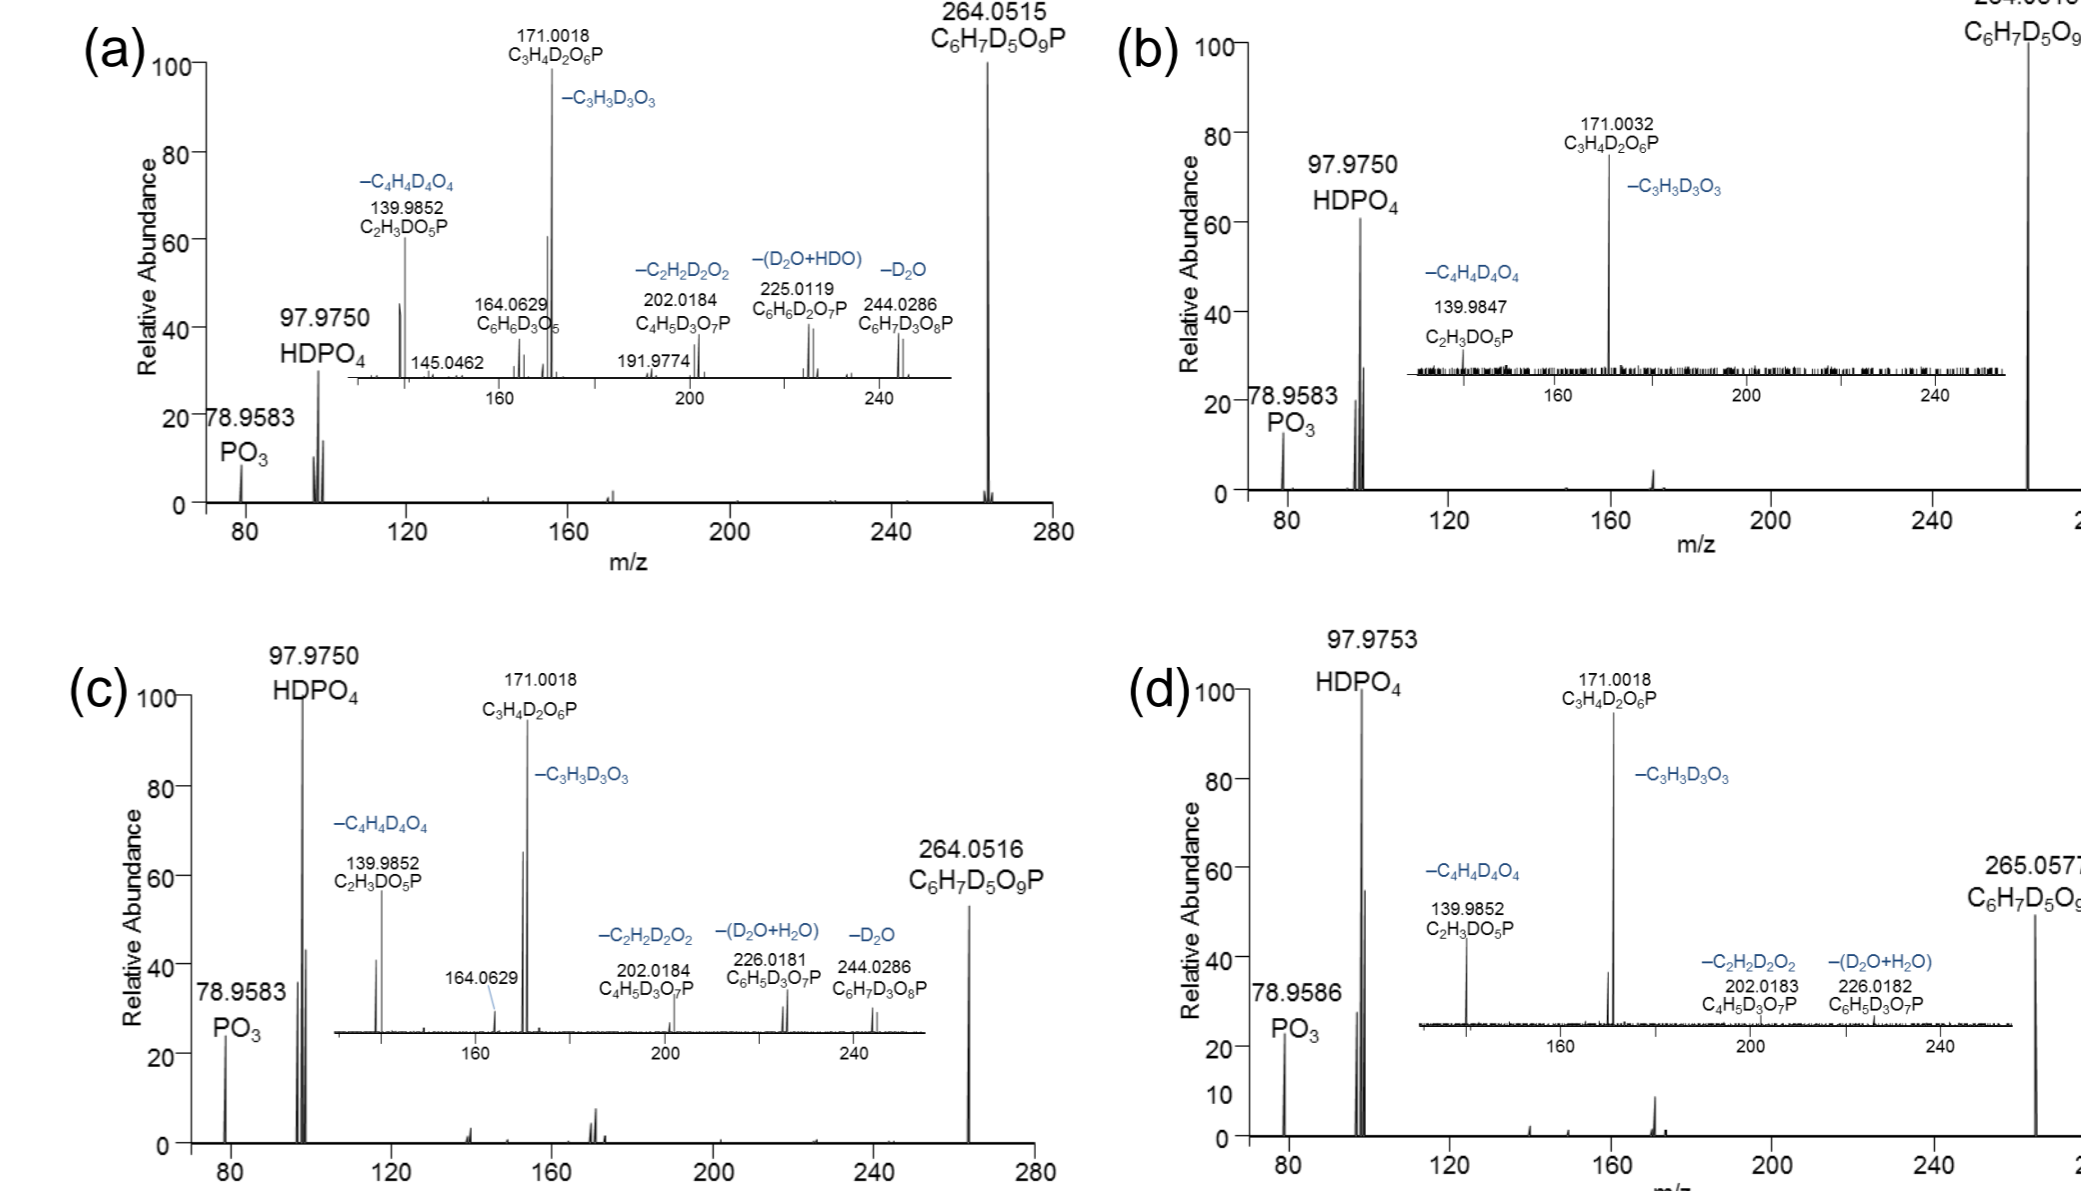 (a)
264.0515
C₆H₇D₅O₉P
171.0018
C₃H₄D₂O₆P
–C₃H₃D₃O₃
–C₄H₄D₄O₄
139.9852
C₂H₃DO₅P
97.9750
HDPO₄
78.9583
PO₃
145.0462
164.0629
C₆H₆D₃O₅
191.9774
–C₂H₂D₂O₂
202.0184
C₄H₅D₃O₇P
–(D₂O+HDO)
225.0119
C₆H₆D₂O₇P
–D₂O
244.0286
C₆H₇D₃O₈P
160 200 240
Relative Abundance
100
80
60
40
20
0
80 120 160 200 240 280
m/z
(b)
C₆H₇D₅O₉
171.0032
C₃H₄D₂O₆P
–C₃H₃D₃O₃
97.9750
HDPO₄
–C₄H₄D₄O₄
139.9847
C₂H₃DO₅P
78.9583
PO₃
160 200 240
Relative Abundance
100
80
60
40
20
0
80 120 160 200 240 2
m/z
(c)
97.9750
HDPO₄
171.0018
C₃H₄D₂O₆P
–C₃H₃D₃O₃
–C₄H₄D₄O₄
139.9852
C₂H₃DO₅P
264.0516
C₆H₇D₅O₉P
78.9583
PO₃
164.0629
–C₂H₂D₂O₂
202.0184
C₄H₅D₃O₇P
–(D₂O+H₂O)
226.0181
C₆H₅D₃O₇P
–D₂O
244.0286
C₆H₇D₃O₈P
160 200 240
Relative Abundance
100
80
60
40
20
0
80 120 160 200 240 280
(d)
97.9753
HDPO₄
171.0018
C₃H₄D₂O₆P
–C₃H₃D₃O₃
–C₄H₄D₄O₄
139.9852
C₂H₃DO₅P
265.0577
C₆H₇D₅O₉
78.9586
PO₃
–C₂H₂D₂O₂
202.0183
C₄H₅D₃O₇P
–(D₂O+H₂O)
226.0182
C₆H₅D₃O₇P
160 200 240
Relative Abundance
100
80
60
40
20
10
0
80 120 160 200 240 2
m/z